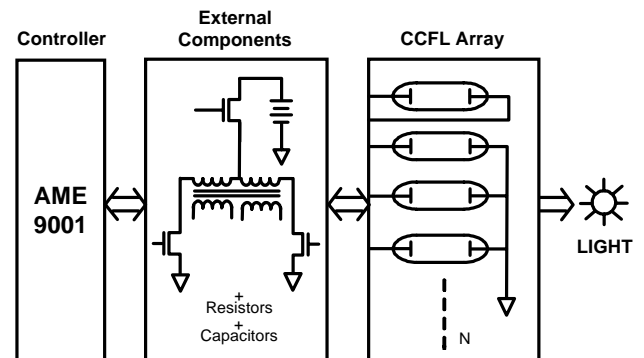 Controller
External
Components
CCFL Array
AME
9001
+
Resistors
+
Capacitors
N
LIGHT